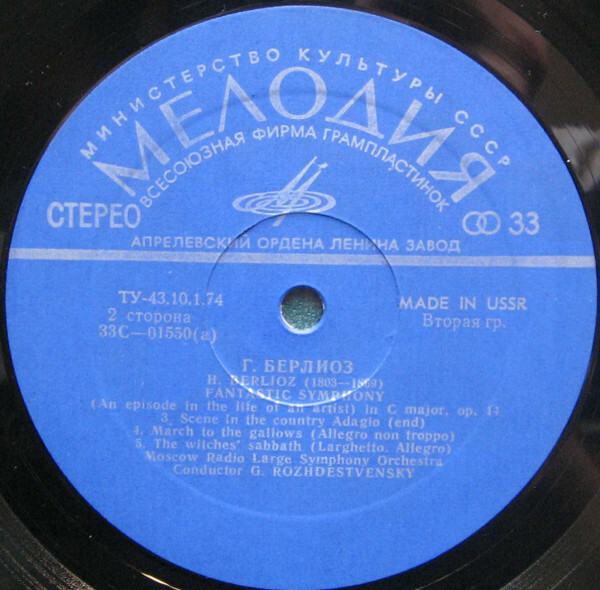 МИНИСТЕРСТВО КУЛЬТУРЫ СССР
МЕЛОДИЯ
ВСЕСОЮЗНАЯ ФИРМА ГРАМПЛАСТИНОК
СТЕРЕО 33
АПРЕЛЕВСКИЙ ОРДЕНА ЛЕНИНА ЗАВОД
ТУ-43.10.1.74 MADE IN USSR
2 сторона Вторая гр.
33С—01550(а)
Г. БЕРЛИОЗ
H. BERLIOZ (1803—1869)
FANTASTIC SYMPHONY
(An episode in the life of an artist) in C major, op. 14
3. Scene in the country Adagio (end)
4. March to the gallows (Allegro non troppo)
5. The witches' sabbath (Larghetto. Allegro)
Moscow Radio Large Symphony Orchestra
Conductor G. ROZHDESTVENSKY